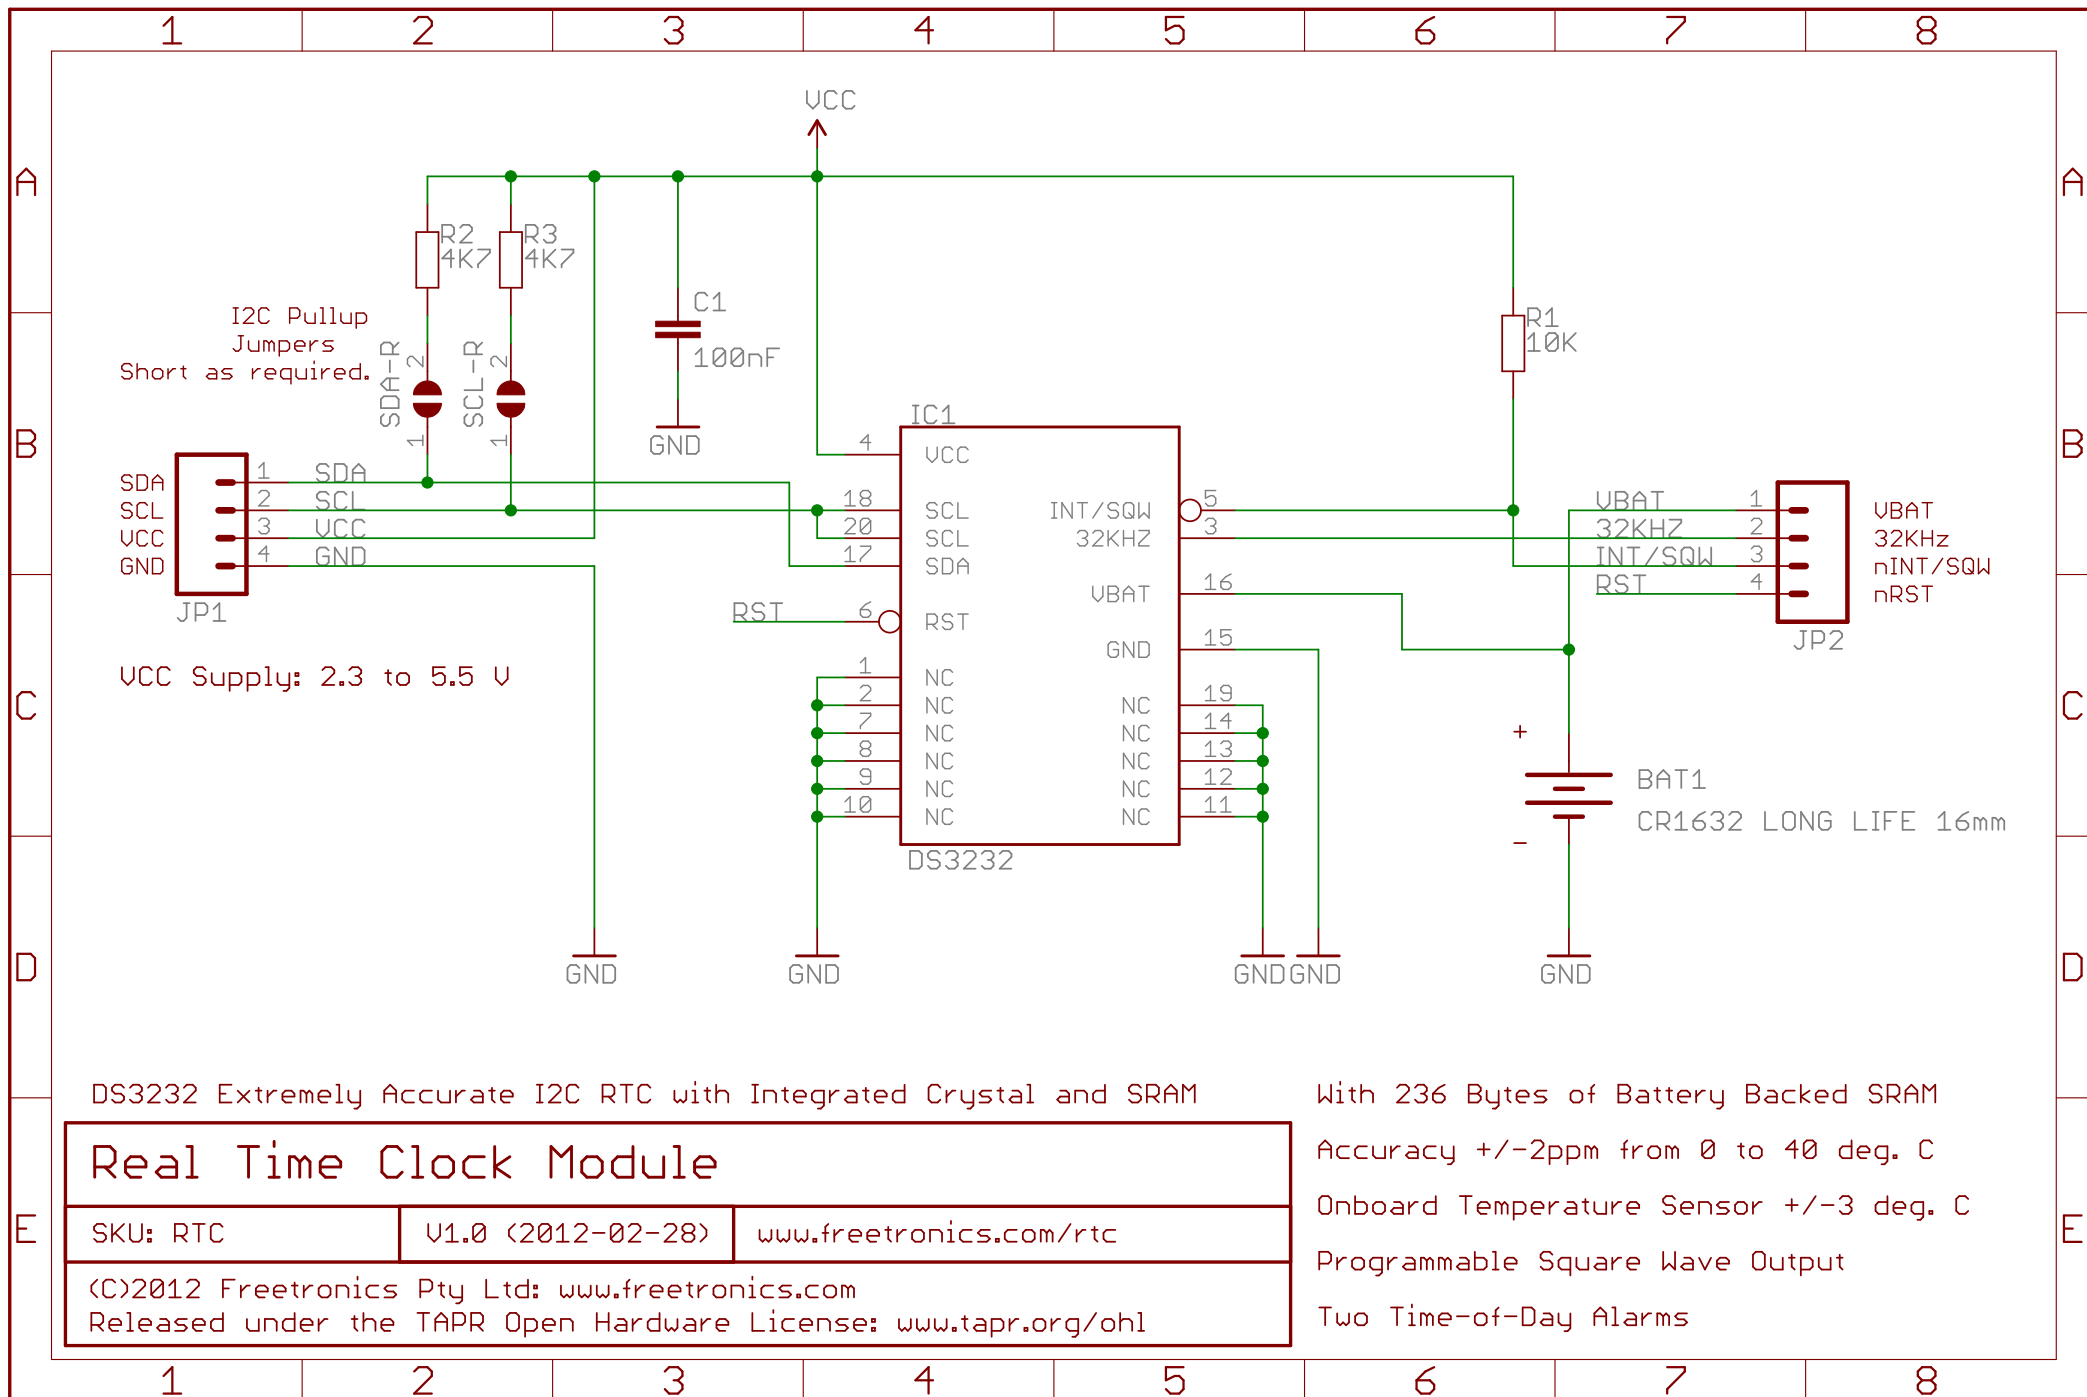 1 2 3 4 5 6 7 8
A A
B B
C C
D D
E E
VCC
R2
4K7
R3
4K7
I2C Pullup
Jumpers
Short as required.
SDA-R
2
1
SCL-R
2
1
C1
100nF
GND
R1
10K
SDA 1 SDA
SCL 2 SCL
VCC 3 VCC
GND 4 GND
JP1
VCC Supply: 2.3 to 5.5 V
IC1
4 VCC
18 SCL
20 SCL
17 SDA
RST 6 RST
1 NC
2 NC
7 NC
8 NC
9 NC
10 NC
INT/SQW 5
32KHZ 3
VBAT 16
GND 15
NC 19
NC 14
NC 13
NC 12
NC 11
DS3232
VBAT 1 VBAT
32KHZ 2 32KHz
INT/SQW 3 nINT/SQW
RST 4 nRST
JP2
+
BAT1
CR1632 LONG LIFE 16mm
-
GND GND GND GND GND
DS3232 Extremely Accurate I2C RTC with Integrated Crystal and SRAM
Real Time Clock Module
SKU: RTC V1.0 (2012-02-28) www.freetronics.com/rtc
(C)2012 Freetronics Pty Ltd: www.freetronics.com
Released under the TAPR Open Hardware License: www.tapr.org/ohl
With 236 Bytes of Battery Backed SRAM
Accuracy +/-2ppm from 0 to 40 deg. C
Onboard Temperature Sensor +/-3 deg. C
Programmable Square Wave Output
Two Time-of-Day Alarms
1 2 3 4 5 6 7 8